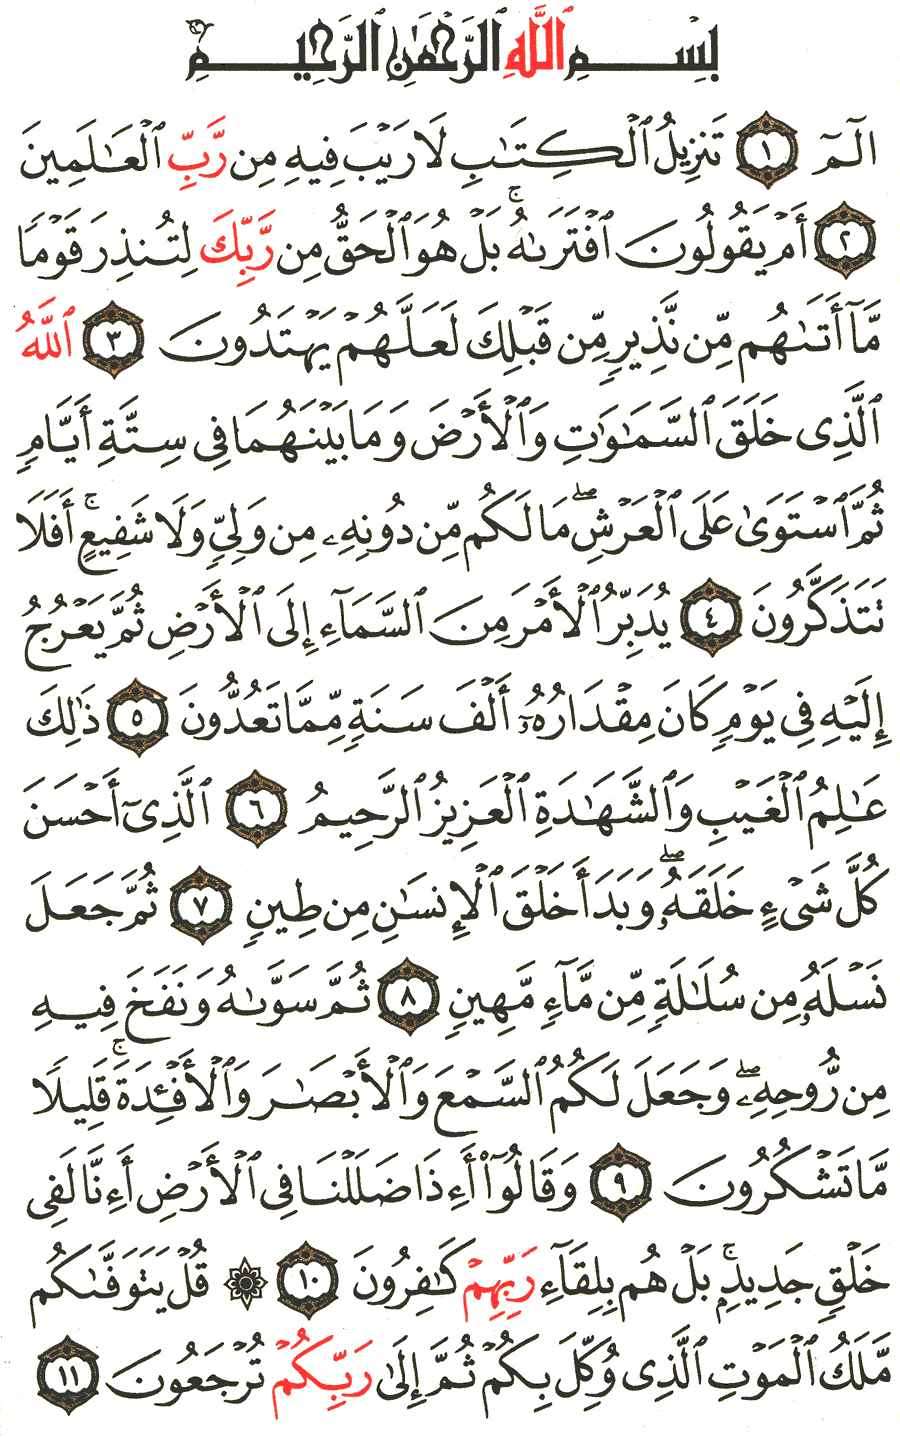 بِسْمِ ٱللَّهِ ٱلرَّحْمَٰنِ ٱلرَّحِيمِ
الٓمٓ ١ تَنزِيلُ ٱلْكِتَٰبِ لَا رَيْبَ فِيهِ مِن رَّبِّ ٱلْعَٰلَمِينَ
٢ أَمْ يَقُولُونَ ٱفْتَرَىٰهُ ۚ بَلْ هُوَ ٱلْحَقُّ مِن رَّبِّكَ لِتُنذِرَ قَوْمًا
مَّآ أَتَىٰهُم مِّن نَّذِيرٍ مِّن قَبْلِكَ لَعَلَّهُمْ يَهْتَدُونَ ٣ ٱللَّهُ
ٱلَّذِى خَلَقَ ٱلسَّمَٰوَٰتِ وَٱلْأَرْضَ وَمَا بَيْنَهُمَا فِى سِتَّةِ أَيَّامٍ
ثُمَّ ٱسْتَوَىٰ عَلَى ٱلْعَرْشِ ۖ مَا لَكُم مِّن دُونِهِۦ مِن وَلِىٍّ وَلَا شَفِيعٍ ۚ أَفَلَا
تَتَذَكَّرُونَ ٤ يُدَبِّرُ ٱلْأَمْرَ مِنَ ٱلسَّمَآءِ إِلَى ٱلْأَرْضِ ثُمَّ يَعْرُجُ
إِلَيْهِ فِى يَوْمٍ كَانَ مِقْدَارُهُۥٓ أَلْفَ سَنَةٍ مِّمَّا تَعُدُّونَ ٥ ذَٰلِكَ
عَٰلِمُ ٱلْغَيْبِ وَٱلشَّهَٰدَةِ ٱلْعَزِيزُ ٱلرَّحِيمُ ٦ ٱلَّذِىٓ أَحْسَنَ
كُلَّ شَىْءٍ خَلَقَهُۥ ۖ وَبَدَأَ خَلْقَ ٱلْإِنسَٰنِ مِن طِينٍ ٧ ثُمَّ جَعَلَ
نَسْلَهُۥ مِن سُلَٰلَةٍ مِّن مَّآءٍ مَّهِينٍ ٨ ثُمَّ سَوَّىٰهُ وَنَفَخَ فِيهِ
مِن رُّوحِهِۦ ۖ وَجَعَلَ لَكُمُ ٱلسَّمْعَ وَٱلْأَبْصَٰرَ وَٱلْأَفْـِٔدَةَ ۚ قَلِيلًا
مَّا تَشْكُرُونَ ٩ وَقَالُوٓا۟ أَءِذَا ضَلَلْنَا فِى ٱلْأَرْضِ أَءِنَّا لَفِى
خَلْقٍ جَدِيدٍۭ ۚ بَلْ هُم بِلِقَآءِ رَبِّهِمْ كَٰفِرُونَ ١٠ ۞ قُلْ يَتَوَفَّىٰكُم
مَّلَكُ ٱلْمَوْتِ ٱلَّذِى وُكِّلَ بِكُمْ ثُمَّ إِلَىٰ رَبِّكُمْ تُرْجَعُونَ ١١